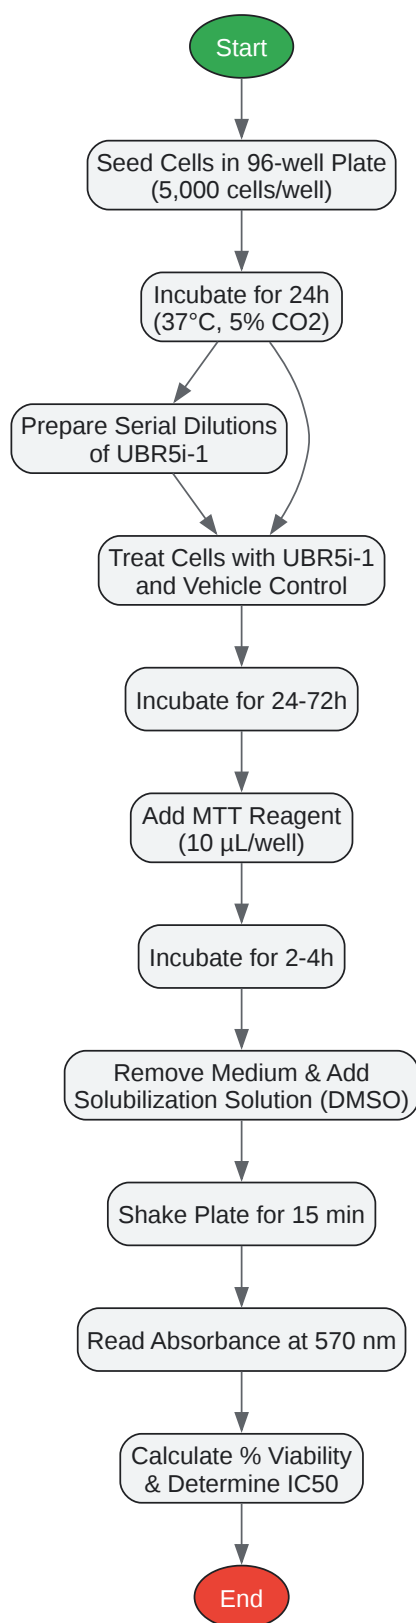 Start
Seed Cells in 96-well Plate
(5,000 cells/well)
Incubate for 24h
(37°C, 5% CO2)
Prepare Serial Dilutions
of UBR5i-1
Treat Cells with UBR5i-1
and Vehicle Control
Incubate for 24-72h
Add MTT Reagent
(10 µL/well)
Incubate for 2-4h
Remove Medium & Add
Solubilization Solution (DMSO)
Shake Plate for 15 min
Read Absorbance at 570 nm
Calculate % Viability
& Determine IC50
End